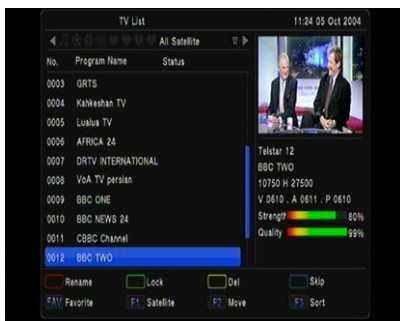 TV List
11:24 05 Oct 2004
All Satellite
No. Program Name Status
0003 GRTS
0004 Kahkeshan TV
0005 Lualua TV
0006 AFRICA 24
0007 DRTV INTERNATIONAL
0008 VoA TV persian
0009 BBC ONE
0010 BBC NEWS 24
0011 CBBC Channel
0012 BBC TWO
Telstar 12
BBC TWO
10750 H 27500
V 0610 . A 0611 . P 0610
Strength 80%
Quality 99%
Rename Lock Del Skip
FAV Favorite F1 Satellite F2 Move F3 Sort